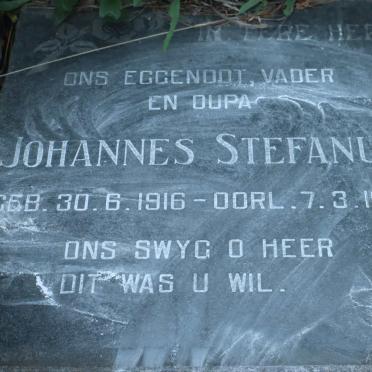 IN TERE HER
ONS EGGENOOT, VADER
EN OUPA
JOHANNES STEFANU
GEB. 30.6.1916 - OORL. 7.3.1
ONS SWYG O HEER
DIT WAS U WIL.